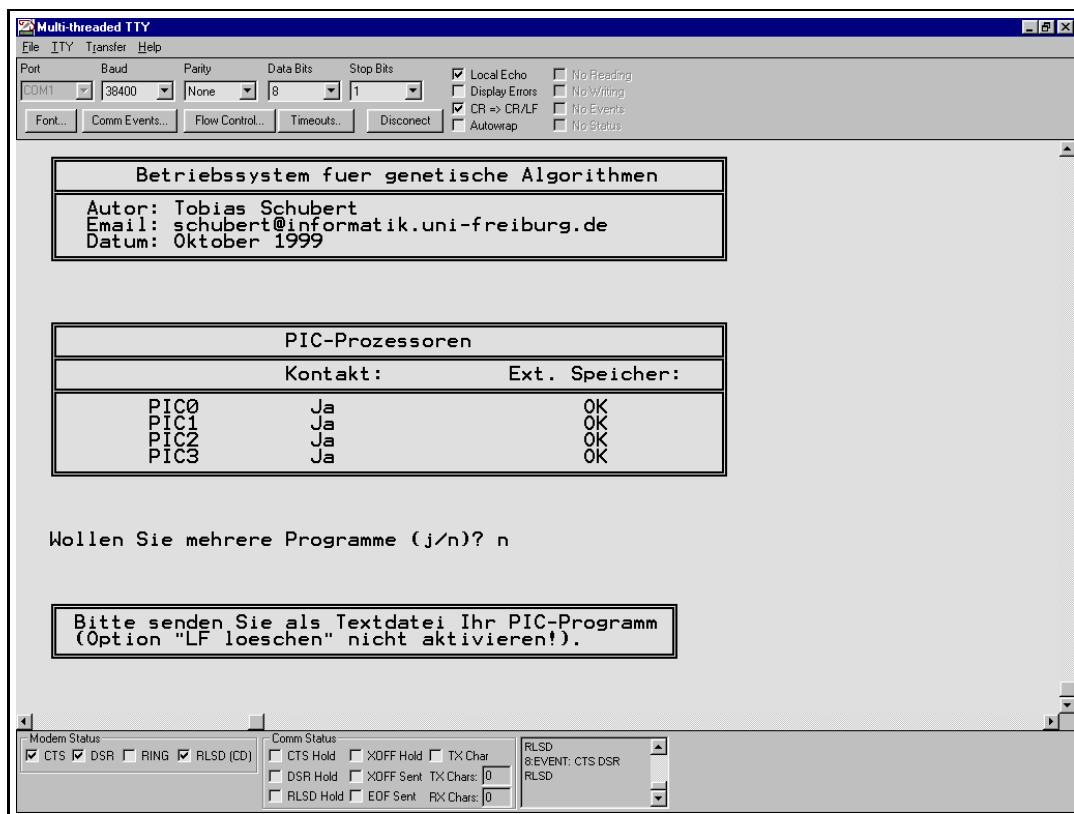 Multi-threaded TTY
File TTY Transfer Help
Port Baud Parity Data Bits Stop Bits
COM1 38400 None 8 1
Local Echo No Reading
Display Errors No Writing
CR => CR/LF No Events
Autowrap No Status
Font... Comm Events... Flow Control... Timeouts.. Disconect
Betriebssystem fuer genetische Algorithmen
Autor: Tobias Schubert
Email: schubert@informatik.uni-freiburg.de
Datum: Oktober 1999
PIC-Prozessoren
Kontakt: Ext. Speicher:
PIC0 Ja OK
PIC1 Ja OK
PIC2 Ja OK
PIC3 Ja OK
Wollen Sie mehrere Programme (j/n)? n
Bitte senden Sie als Textdatei Ihr PIC-Programm
(Option "LF loeschen" nicht aktivieren!).
Modem Status
CTS DSR RING RLSD (CD)
Comm Status
CTS Hold XOFF Hold TX Char
DSR Hold XOFF Sent TX Chars: 0
RLSD Hold EOF Sent RX Chars: 0
RLSD
8:EVENT: CTS DSR
RLSD